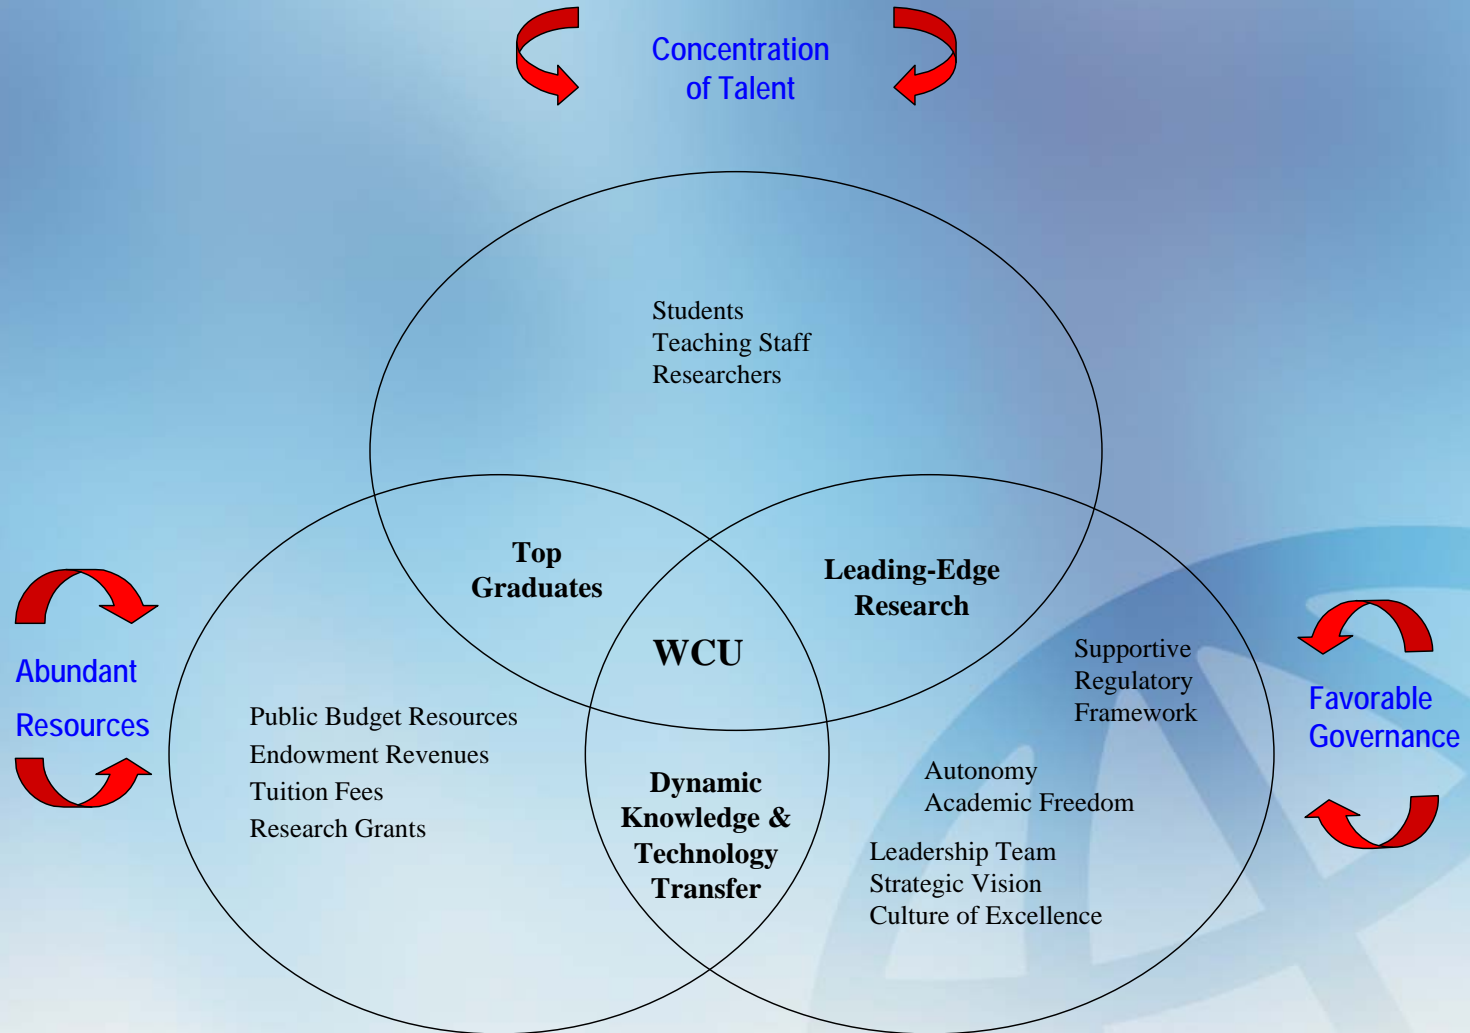 Concentration
of Talent
Students
Teaching Staff
Researchers
Top
Graduates
Leading-Edge
Research
WCU
Abundant
Resources
Public Budget Resources
Endowment Revenues
Tuition Fees
Research Grants
Dynamic
Knowledge &
Technology
Transfer
Supportive
Regulatory
Framework
Autonomy
Academic Freedom
Leadership Team
Strategic Vision
Culture of Excellence
Favorable
Governance